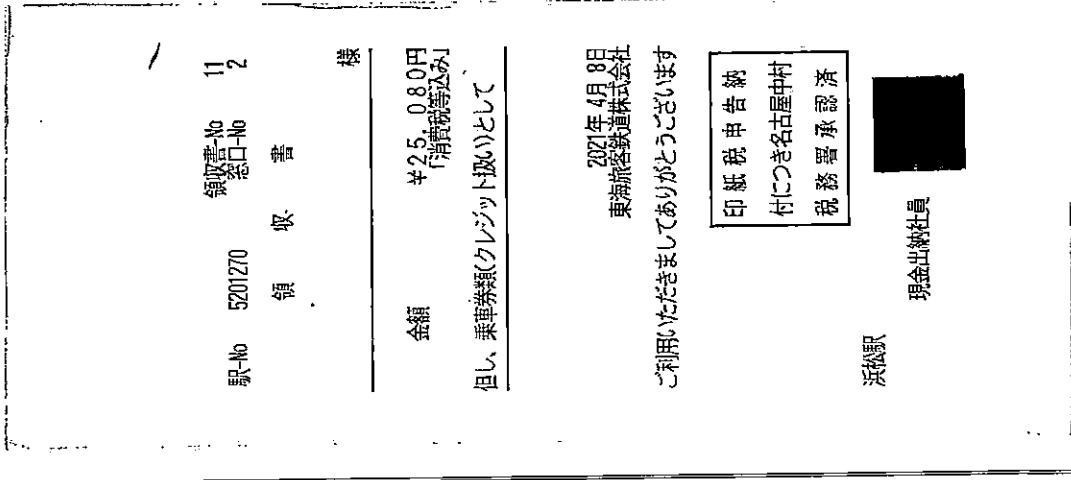 駅-No 5201270 領収書-No 11
窓口-No 2
領 収 書
様
金額 ¥25,080円
「消費税等込み」
但し、乗車券類(クレジット扱い)として
2021年 4月 8日
東海旅客鉄道株式会社
ご利用いただきましてありがとうございます
印紙税申告納
付につき名古屋中村
税務署承認済
浜松駅
現金出納社員